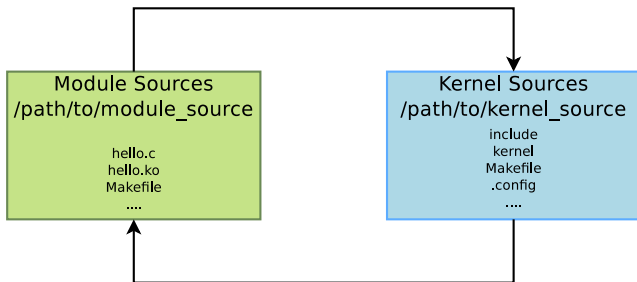 Module Sources
/path/to/module_source
hello.c
hello.ko
Makefile
....
Kernel Sources
/path/to/kernel_source
include
kernel
Makefile
.config
....